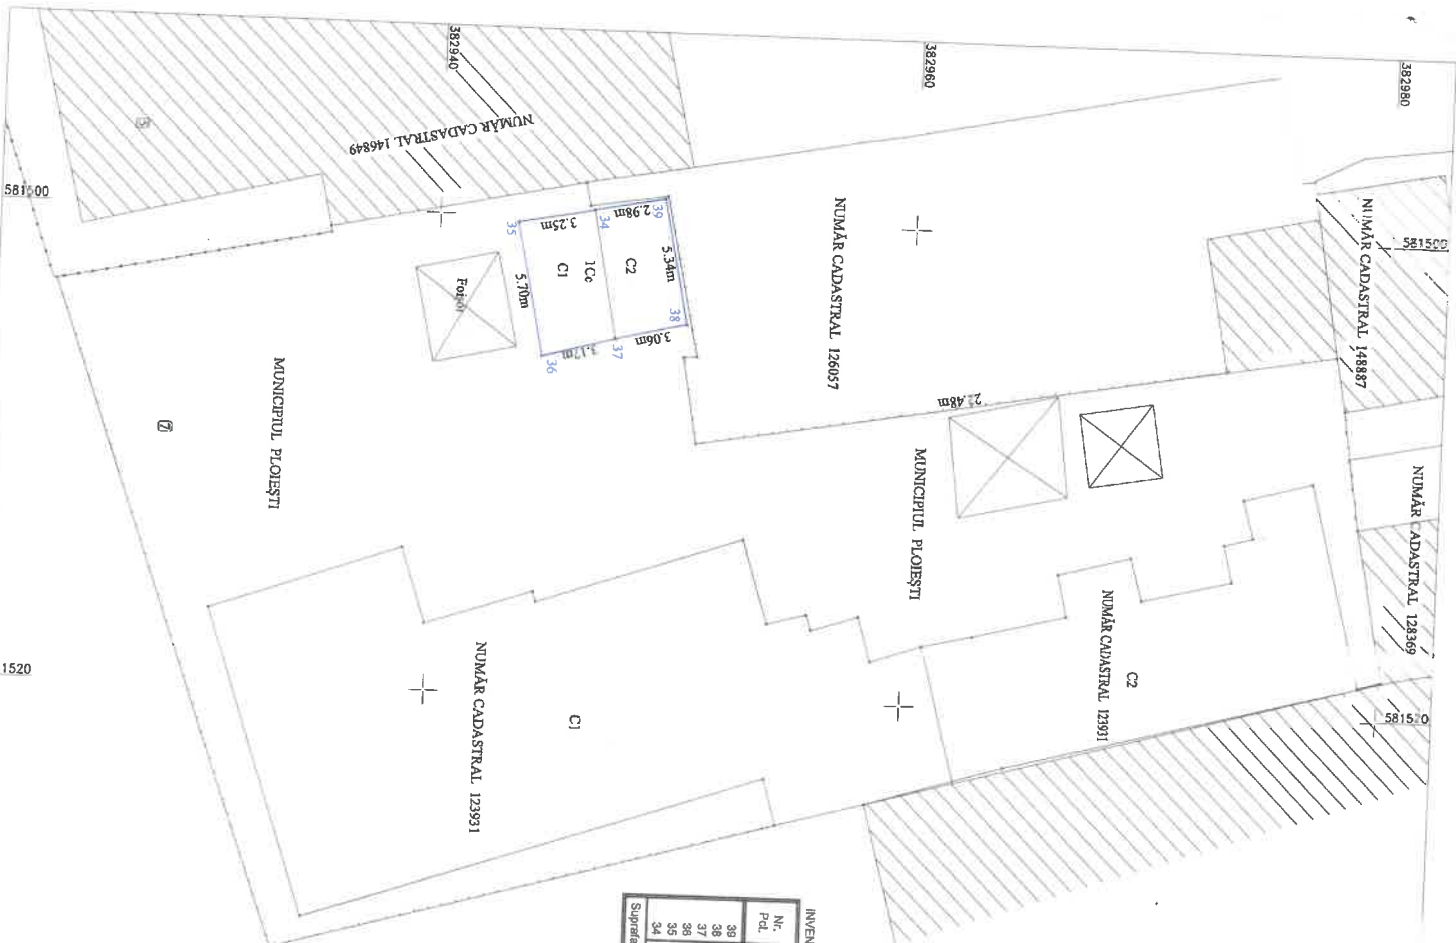 382940
382960
382980
NUMĂR CADASTRAL 146849
581500
581500
NUMĂR CADASTRAL 148887
NUMĂR CADASTRAL 126057
39
2.98m
34
3.25m
35
5.34m
C2
1Cc
C1
5.70m
38
3.06m
37
3.17m
36
Foișor
MUNICIPIUL PLOIEȘTI
7
MUNICIPIUL PLOIEȘTI
NUMĂR CADASTRAL 128369
C2
NUMĂR CADASTRAL 123931
1520
581520
C1
NUMĂR CADASTRAL 123931
INVEN
Nr.
Pct.
39
38
37
36
35
34
Suprafa